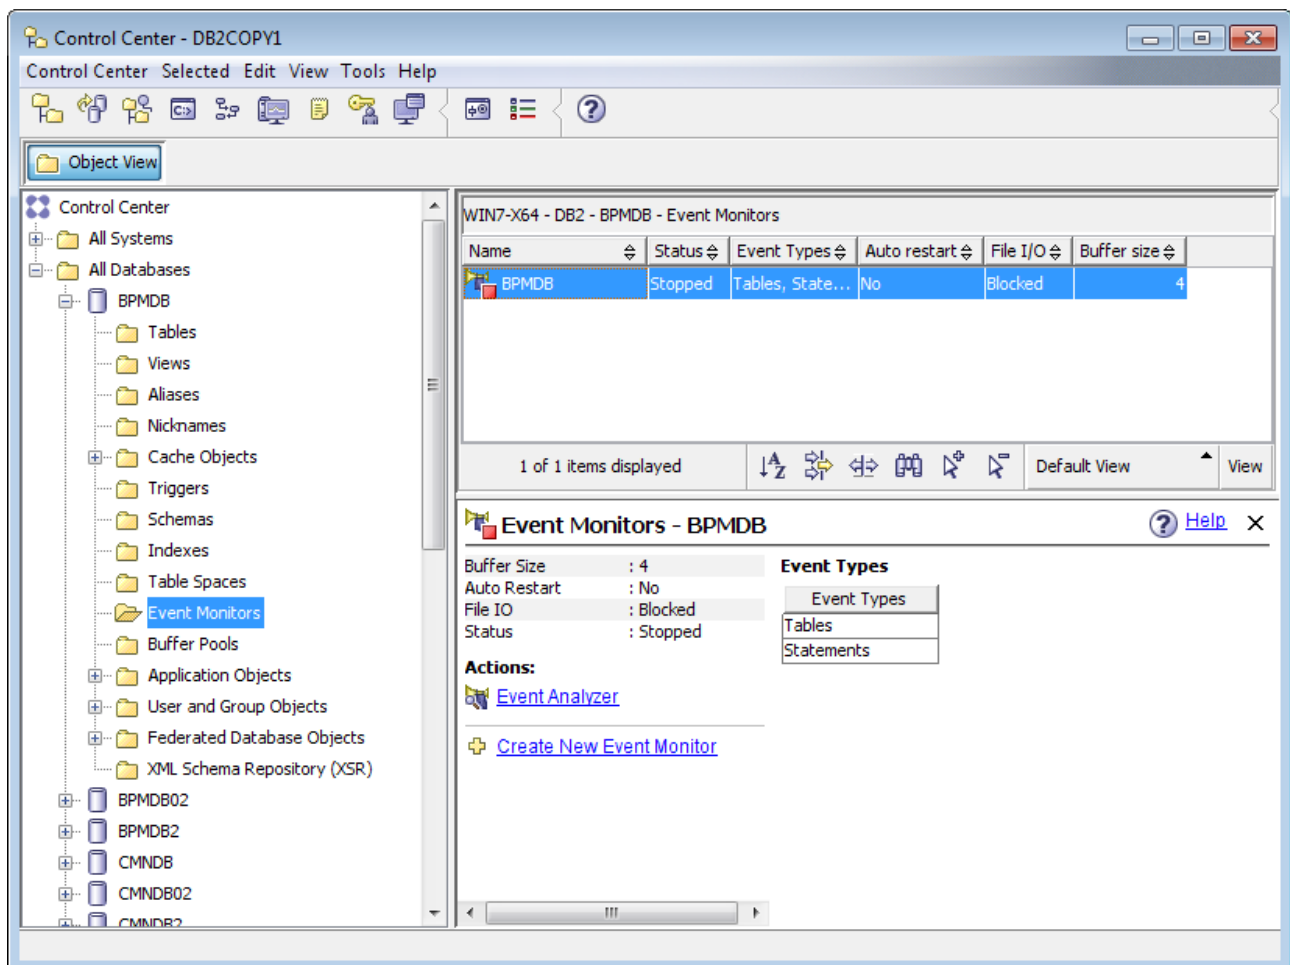 Control Center - DB2COPY1
Control Center Selected Edit View Tools Help
Object View
Control Center
All Systems
All Databases
BPMDB
Tables
Views
Aliases
Nicknames
Cache Objects
Triggers
Schemas
Indexes
Table Spaces
Event Monitors
Buffer Pools
Application Objects
User and Group Objects
Federated Database Objects
XML Schema Repository (XSR)
BPMDB02
BPMDB2
CMNDB
CMNDB02
CMNDB2
WIN7-X64 - DB2 - BPMDB - Event Monitors
Name Status Event Types Auto restart File I/O Buffer size
BPMDB Stopped Tables, State... No Blocked 4
1 of 1 items displayed Default View View
Event Monitors - BPMDB Help
Buffer Size : 4
Auto Restart : No
File IO : Blocked
Status : Stopped
Actions:
Event Analyzer
Create New Event Monitor
Event Types
Event Types
Tables
Statements